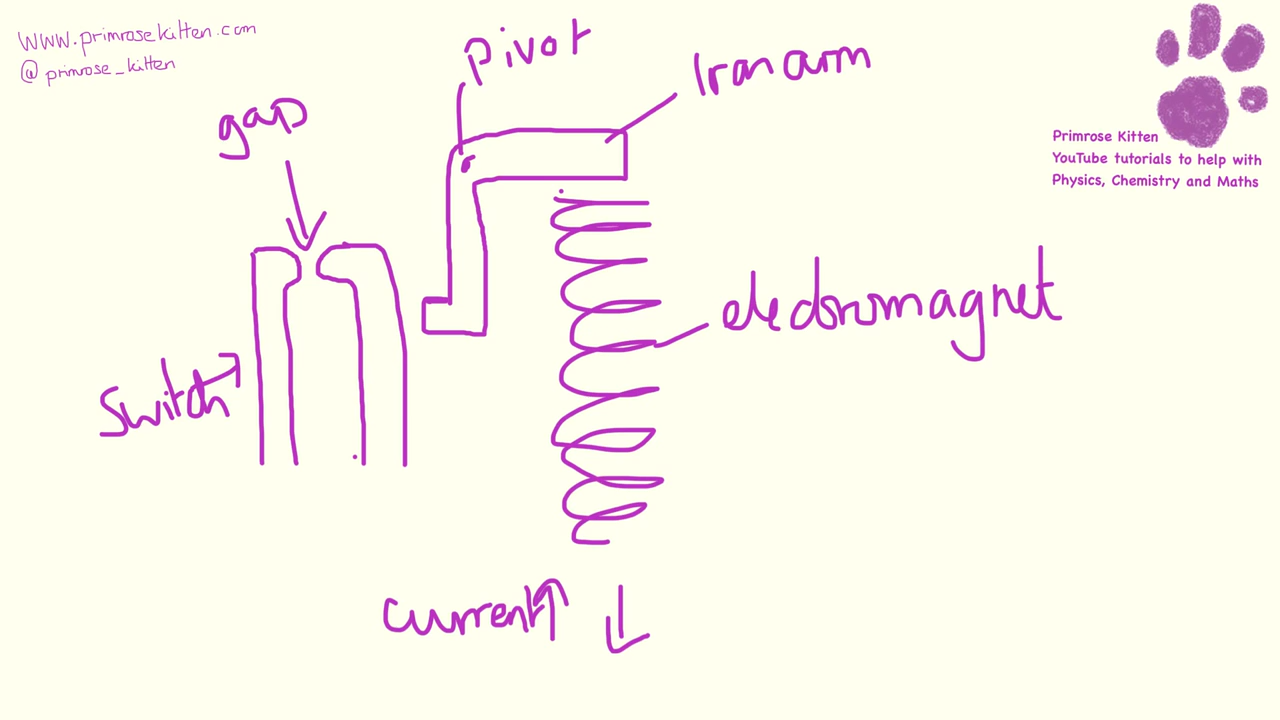 www.primrosekitten.com
@primrose_kitten
pivot
Iron arm
gap
Primrose Kitten
YouTube tutorials to help with
Physics, Chemistry and Maths
electromagnet
Switch
current